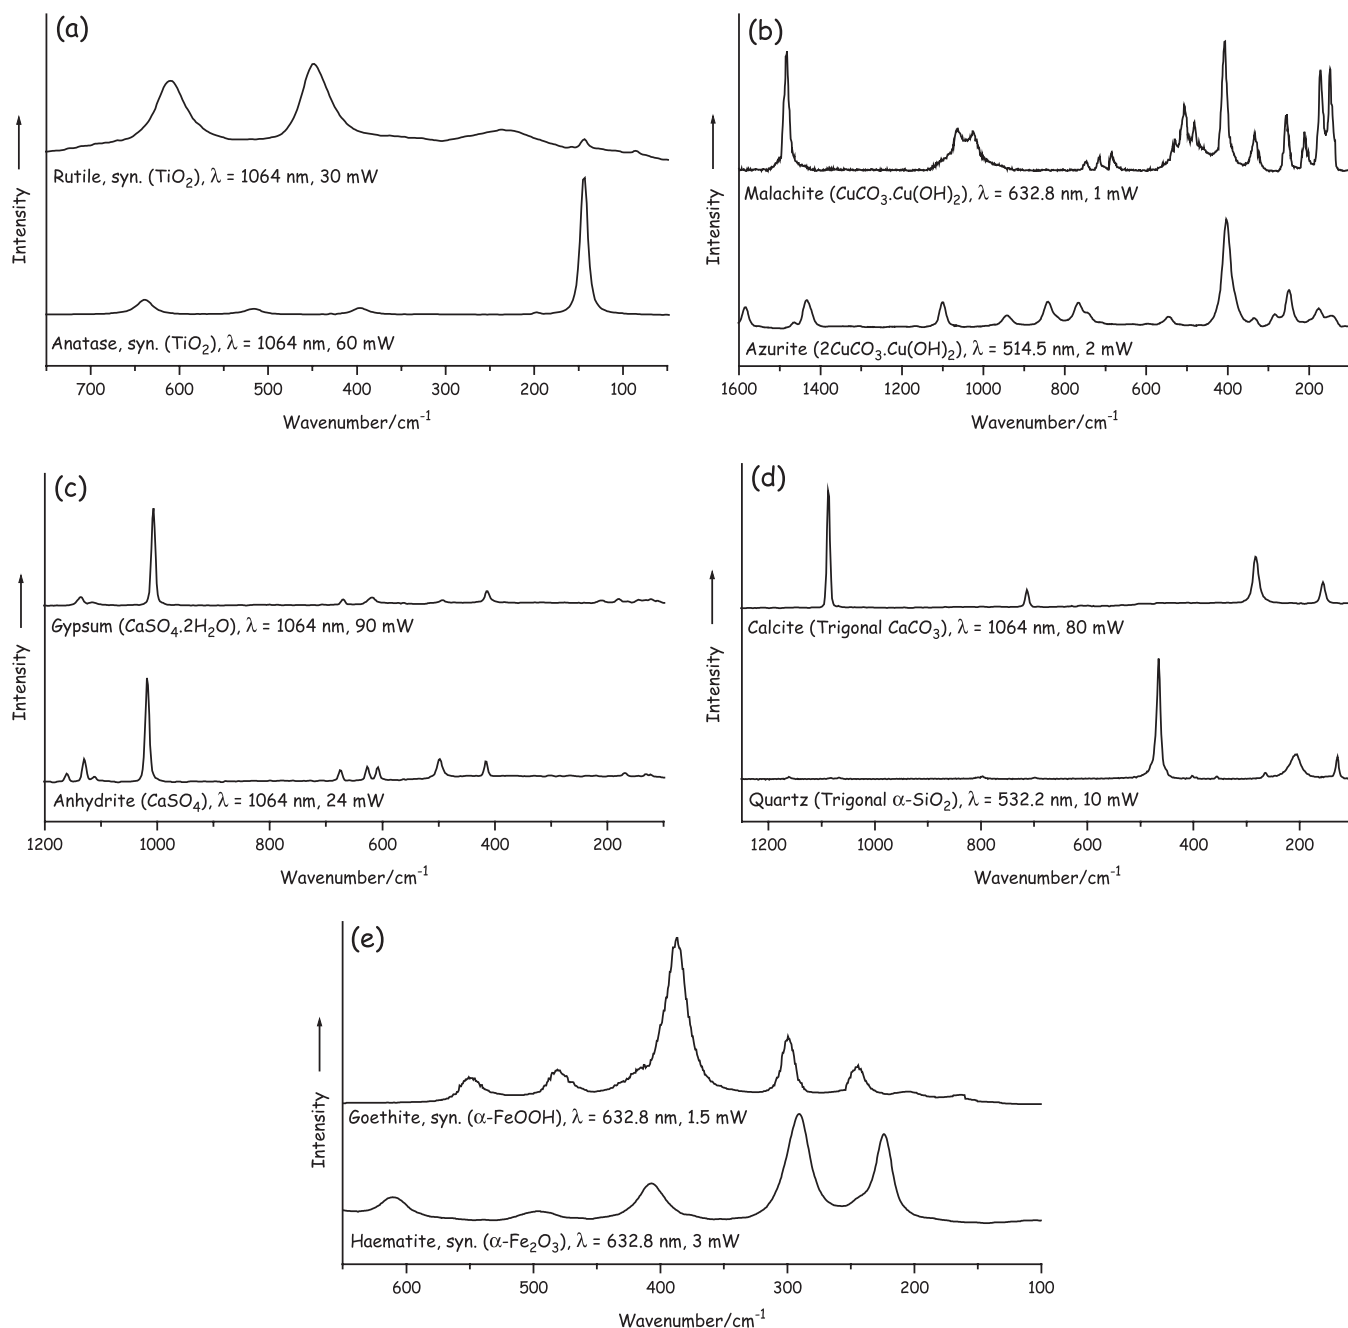 (a)
Intensity
Rutile, syn. (TiO₂), λ = 1064 nm, 30 mW
Anatase, syn. (TiO₂), λ = 1064 nm, 60 mW
700 600 500 400 300 200 100
Wavenumber/cm⁻¹
(b)
Intensity
Malachite (CuCO₃.Cu(OH)₂), λ = 632.8 nm, 1 mW
Azurite (2CuCO₃.Cu(OH)₂), λ = 514.5 nm, 2 mW
1600 1400 1200 1000 800 600 400 200
Wavenumber/cm⁻¹
(c)
Intensity
Gypsum (CaSO₄.2H₂O), λ = 1064 nm, 90 mW
Anhydrite (CaSO₄), λ = 1064 nm, 24 mW
1200 1000 800 600 400 200
Wavenumber/cm⁻¹
(d)
Intensity
Calcite (Trigonal CaCO₃), λ = 1064 nm, 80 mW
Quartz (Trigonal α-SiO₂), λ = 532.2 nm, 10 mW
1200 1000 800 600 400 200
Wavenumber/cm⁻¹
(e)
Intensity
Goethite, syn. (α-FeOOH), λ = 632.8 nm, 1.5 mW
Haematite, syn. (α-Fe₂O₃), λ = 632.8 nm, 3 mW
600 500 400 300 200 100
Wavenumber/cm⁻¹